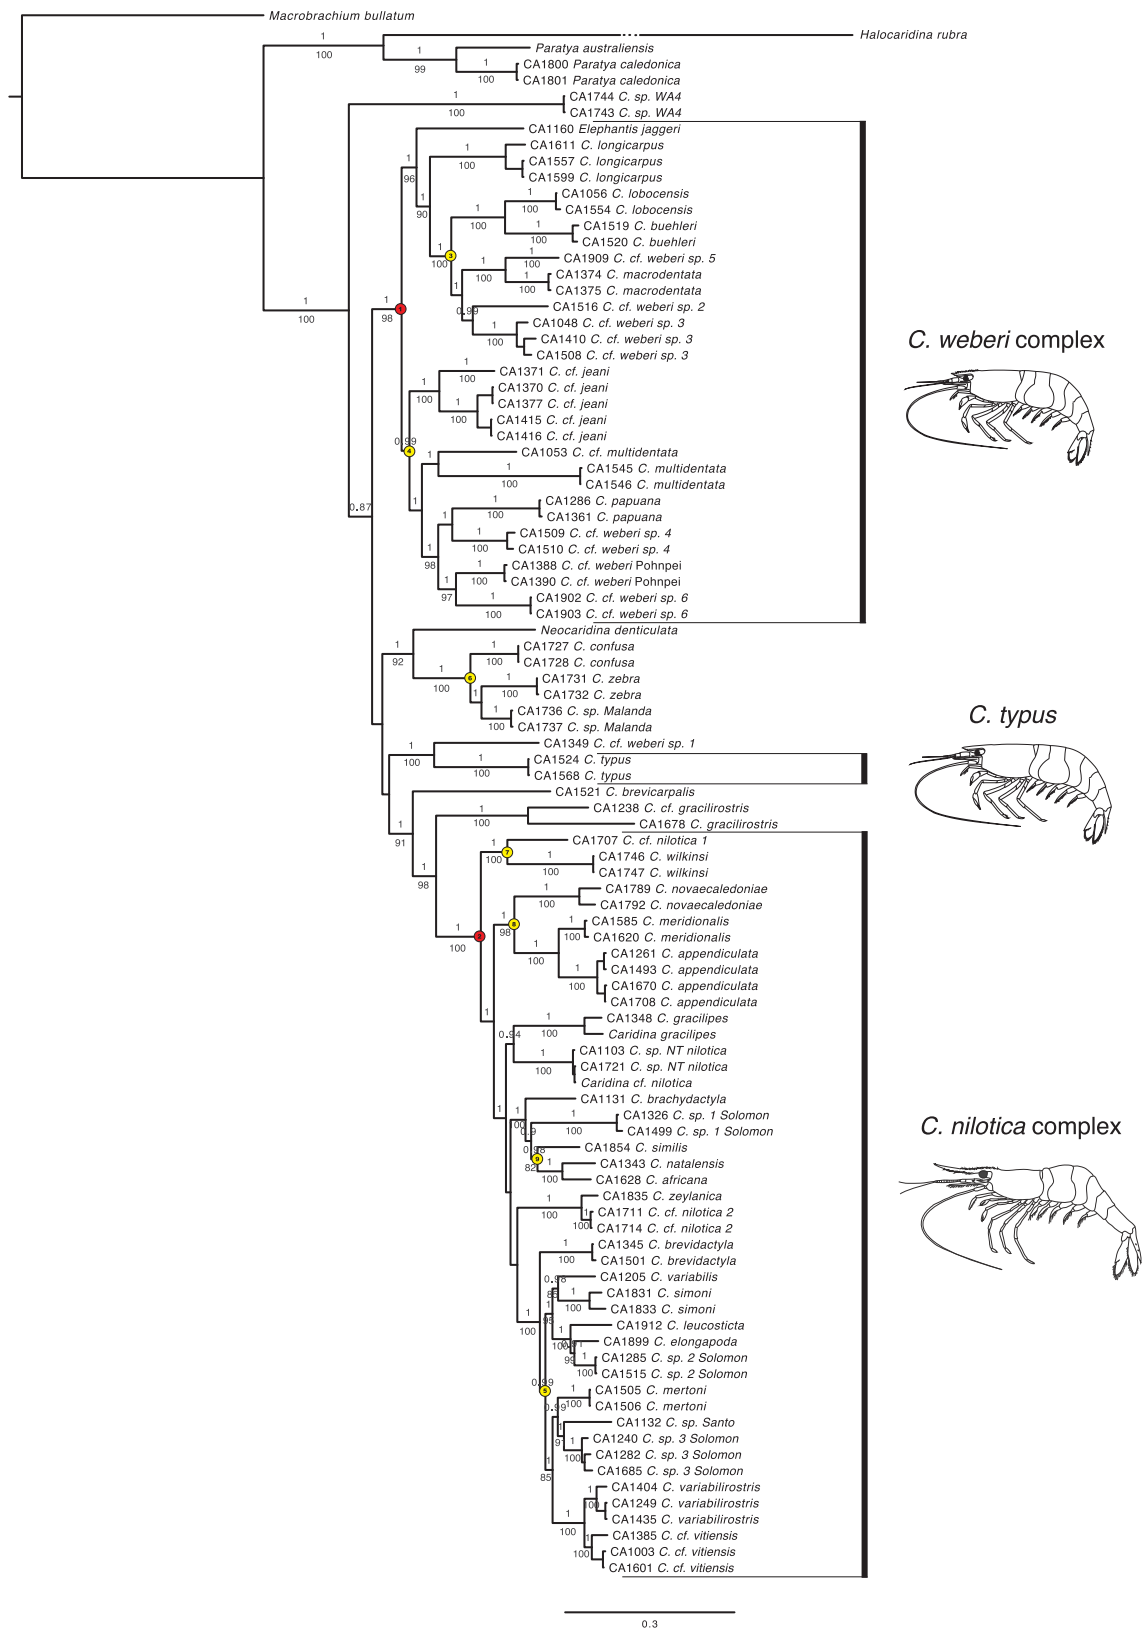 Macrobrachium bullatum
Halocaridina rubra
Paratya australiensis
CA1800 Paratya caledonica
CA1801 Paratya caledonica
CA1744 C. sp. WA4
CA1743 C. sp. WA4
CA1160 Elephantis jaggeri
CA1611 C. longicarpus
CA1557 C. longicarpus
CA1599 C. longicarpus
CA1056 C. lobocensis
CA1554 C. lobocensis
CA1519 C. buehleri
CA1520 C. buehleri
CA1909 C. cf. weberi sp. 5
CA1374 C. macrodentata
CA1375 C. macrodentata
CA1516 C. cf. weberi sp. 2
CA1048 C. cf. weberi sp. 3
CA1410 C. cf. weberi sp. 3
CA1508 C. cf. weberi sp. 3
C. weberi complex
CA1371 C. cf. jeani
CA1370 C. cf. jeani
CA1377 C. cf. jeani
CA1415 C. cf. jeani
CA1416 C. cf. jeani
CA1053 C. cf. multidentata
CA1545 C. multidentata
CA1546 C. multidentata
CA1286 C. papuana
CA1361 C. papuana
CA1509 C. cf. weberi sp. 4
CA1510 C. cf. weberi sp. 4
CA1388 C. cf. weberi Pohnpei
CA1390 C. cf. weberi Pohnpei
CA1902 C. cf. weberi sp. 6
CA1903 C. cf. weberi sp. 6
Neocaridina denticulata
CA1727 C. confusa
CA1728 C. confusa
CA1731 C. zebra
CA1732 C. zebra
CA1736 C. sp. Malanda
CA1737 C. sp. Malanda
C. typus
CA1349 C. cf. weberi sp. 1
CA1524 C. typus
CA1568 C. typus
CA1521 C. brevicarpalis
CA1238 C. cf. gracilirostris
CA1678 C. gracilirostris
CA1707 C. cf. nilotica 1
CA1746 C. wilkinsi
CA1747 C. wilkinsi
CA1789 C. novaecaledoniae
CA1792 C. novaecaledoniae
CA1585 C. meridionalis
CA1620 C. meridionalis
CA1261 C. appendiculata
CA1493 C. appendiculata
CA1670 C. appendiculata
CA1708 C. appendiculata
CA1348 C. gracilipes
Caridina gracilipes
CA1103 C. sp. NT nilotica
CA1721 C. sp. NT nilotica
Caridina cf. nilotica
CA1131 C. brachydactyla
CA1326 C. sp. 1 Solomon
CA1499 C. sp. 1 Solomon
C. nilotica complex
CA1854 C. similis
CA1343 C. natalensis
CA1628 C. africana
CA1835 C. zeylanica
CA1711 C. cf. nilotica 2
CA1714 C. cf. nilotica 2
CA1345 C. brevidactyla
CA1501 C. brevidactyla
CA1205 C. variabilis
CA1831 C. simoni
CA1833 C. simoni
CA1912 C. leucosticta
CA1899 C. elongapoda
CA1285 C. sp. 2 Solomon
CA1515 C. sp. 2 Solomon
CA1505 C. mertoni
CA1506 C. mertoni
CA1132 C. sp. Santo
CA1240 C. sp. 3 Solomon
CA1282 C. sp. 3 Solomon
CA1685 C. sp. 3 Solomon
CA1404 C. variabilirostris
CA1249 C. variabilirostris
CA1435 C. variabilirostris
CA1385 C. cf. vitiensis
CA1003 C. cf. vitiensis
CA1601 C. cf. vitiensis
0.3